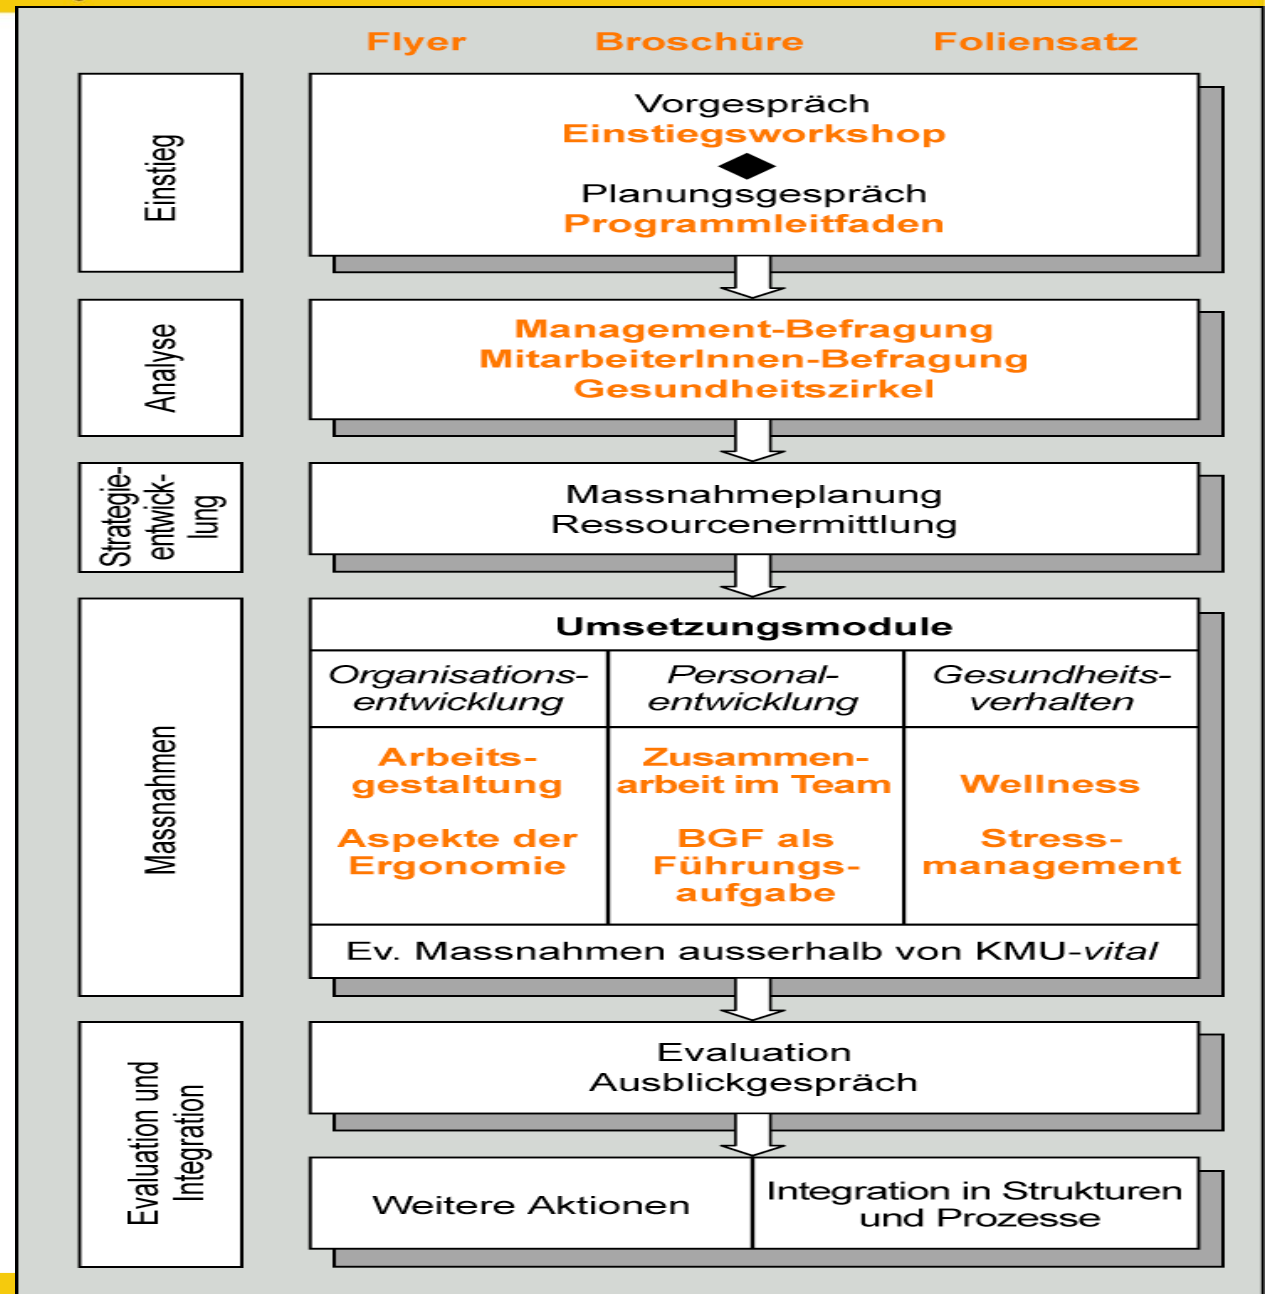 Flyer Broschüre Foliensatz
Einstieg
Vorgespräch
Einstiegsworkshop
Planungsgespräch
Programmleitfaden
Analyse
Management-Befragung
MitarbeiterInnen-Befragung
Gesundheitszirkel
Strategie-
entwick-
lung
Massnahmeplanung
Ressourcenermittlung
Massnahmen
Umsetzungsmodule
Organisations-
entwicklung
Personal-
entwicklung
Gesundheits-
verhalten
Arbeits-
gestaltung
Aspekte der
Ergonomie
Zusammen-
arbeit im Team
BGF als
Führungs-
aufgabe
Wellness
Stress-
management
Ev. Massnahmen ausserhalb von KMU-vital
Evaluation und
Integration
Evaluation
Ausblickgespräch
Weitere Aktionen
Integration in Strukturen
und Prozesse